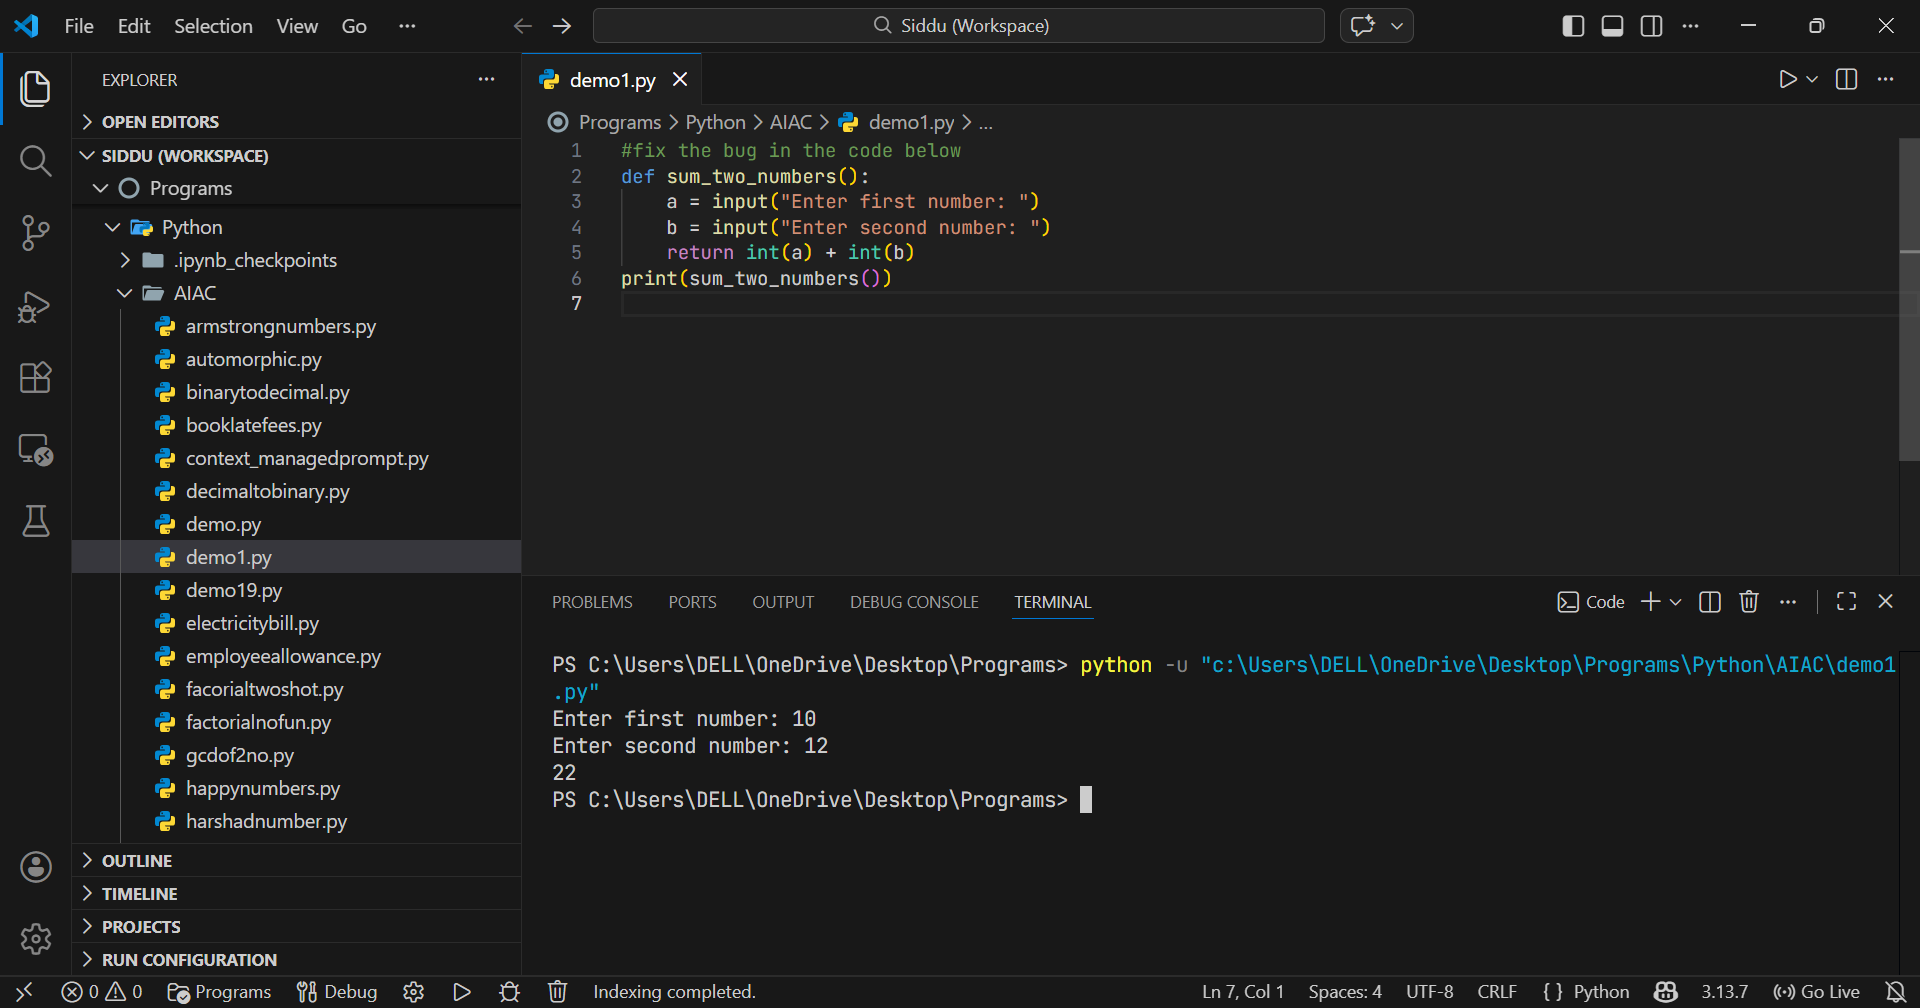 File Edit Selection View Go ··· Siddu (Workspace)
EXPLORER
OPEN EDITORS
SIDDU (WORKSPACE)
Programs
Python
.ipynb_checkpoints
AIAC
armstrongnumbers.py
automorphic.py
binarytodecimal.py
booklatefees.py
context_managedprompt.py
decimaltobinary.py
demo.py
demo1.py
demo19.py
electricitybill.py
employeeallowance.py
facorialtwoshot.py
factorialnofun.py
gcdof2no.py
happynumbers.py
harshadnumber.py
OUTLINE
TIMELINE
PROJECTS
RUN CONFIGURATION
demo1.py
Programs > Python > AIAC > demo1.py > ...
1 #fix the bug in the code below
2 def sum_two_numbers():
3 a = input("Enter first number: ")
4 b = input("Enter second number: ")
5 return int(a) + int(b)
6 print(sum_two_numbers())
7
PROBLEMS PORTS OUTPUT DEBUG CONSOLE TERMINAL Code
PS C:\Users\DELL\OneDrive\Desktop\Programs> python -u "c:\Users\DELL\OneDrive\Desktop\Programs\Python\AIAC\demo1
.py"
Enter first number: 10
Enter second number: 12
22
PS C:\Users\DELL\OneDrive\Desktop\Programs>
0 0 Programs Debug Indexing completed. Ln 7, Col 1 Spaces: 4 UTF-8 CRLF { } Python 3.13.7 Go Live